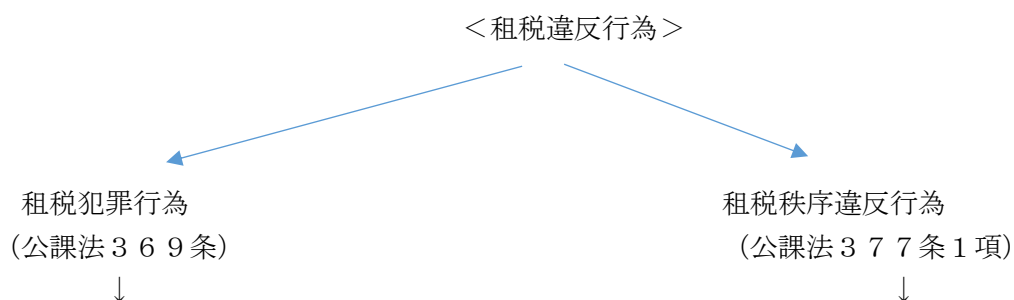 ＜租税違反行為＞
租税犯罪行為
租税秩序違反行為
（公課法３６９条）
（公課法３７７条１項）
↓
↓